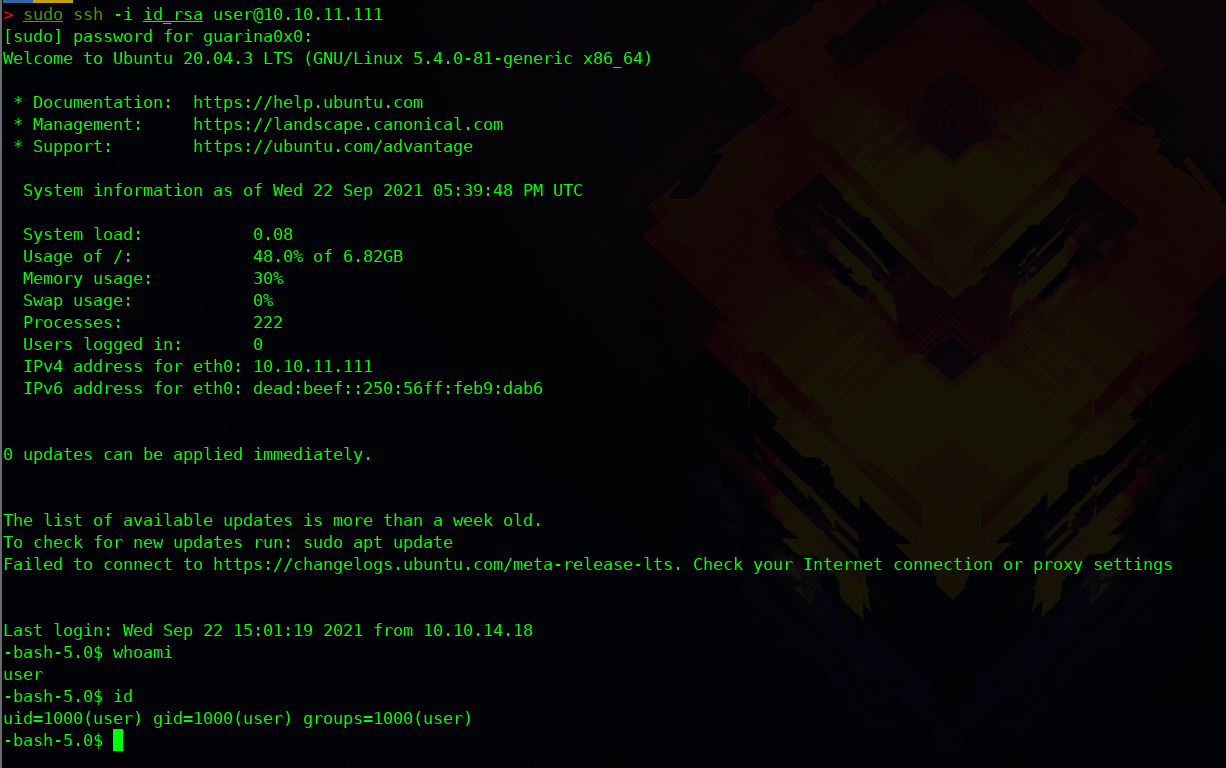 > sudo ssh -i id_rsa user@10.10.11.111
[sudo] password for guarina0x0:
Welcome to Ubuntu 20.04.3 LTS (GNU/Linux 5.4.0-81-generic x86_64)
* Documentation:  https://help.ubuntu.com
* Management:     https://landscape.canonical.com
* Support:        https://ubuntu.com/advantage
System information as of Wed 22 Sep 2021 05:39:48 PM UTC
System load:           0.08
Usage of /:            48.0% of 6.82GB
Memory usage:          30%
Swap usage:            0%
Processes:             222
Users logged in:       0
IPv4 address for eth0: 10.10.11.111
IPv6 address for eth0: dead:beef::250:56ff:feb9:dab6
0 updates can be applied immediately.
The list of available updates is more than a week old.
To check for new updates run: sudo apt update
Failed to connect to https://changelogs.ubuntu.com/meta-release-lts. Check your Internet connection or proxy settings
Last login: Wed Sep 22 15:01:19 2021 from 10.10.14.18
-bash-5.0$ whoami
user
-bash-5.0$ id
uid=1000(user) gid=1000(user) groups=1000(user)
-bash-5.0$